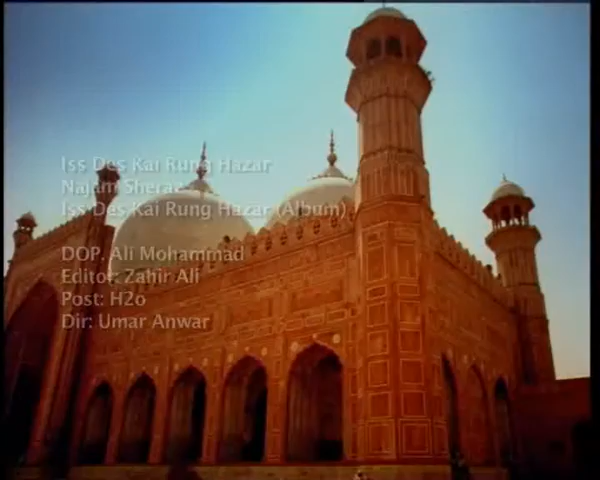 Iss Des Kai Rung Hazar
Najam Sheraz
Iss Des Kai Rung Hazar (Album)
DOP. Ali Mohammad
Editor: Zahir Ali
Post: H2o
Dir: Umar Anwar